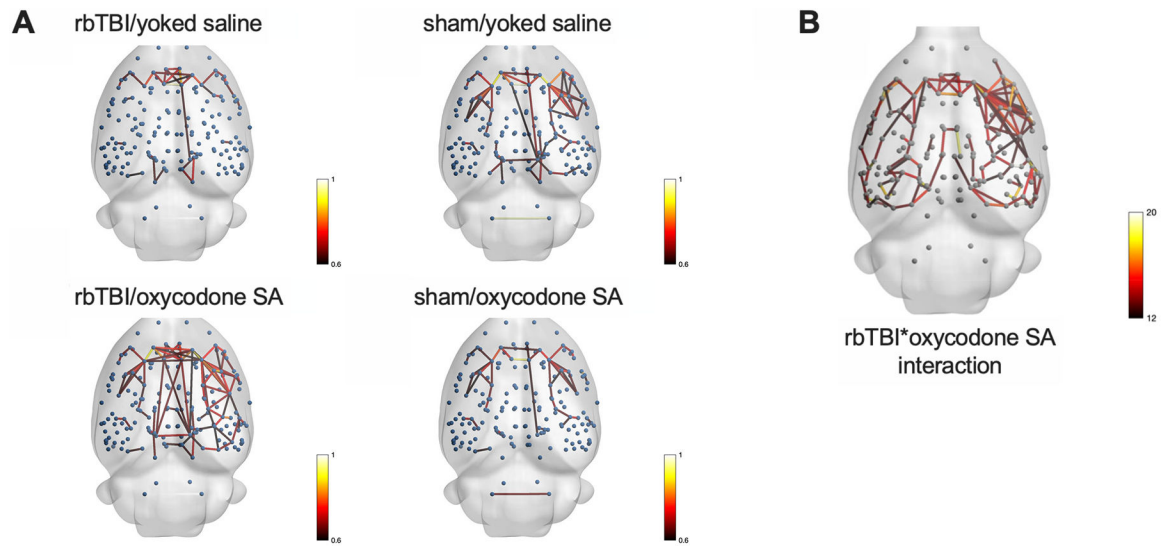 A
rbTBI/yoked saline
sham/yoked saline
B
1
0.6
1
0.6
20
12
rbTBI/oxycodone SA
sham/oxycodone SA
rbTBI*oxycodone SA
interaction
1
0.6
1
0.6